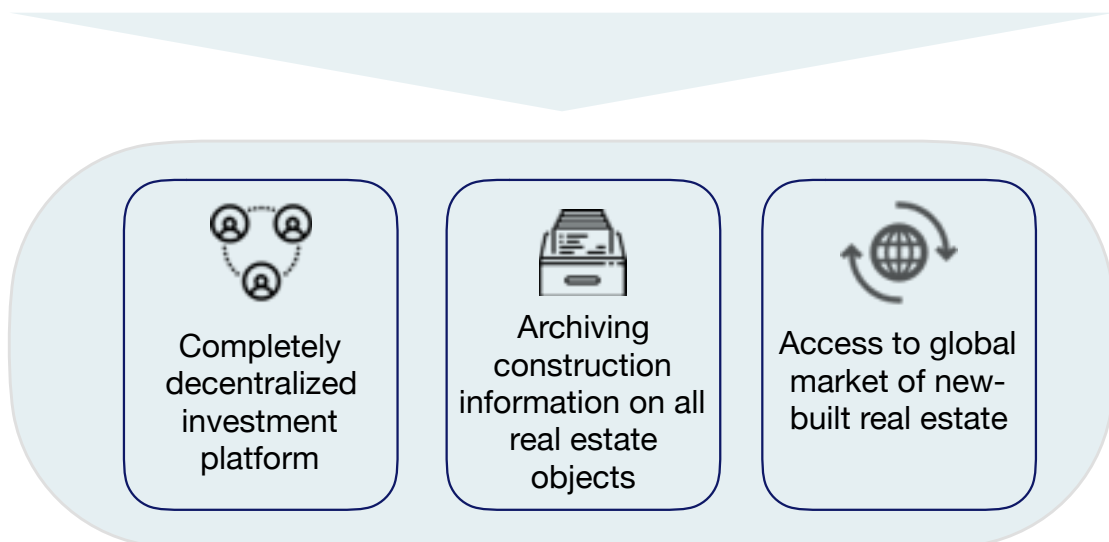 Completely
decentralized
investment
platform
Archiving
construction
information on all
real estate
objects
Access to global
market of new-
built real estate